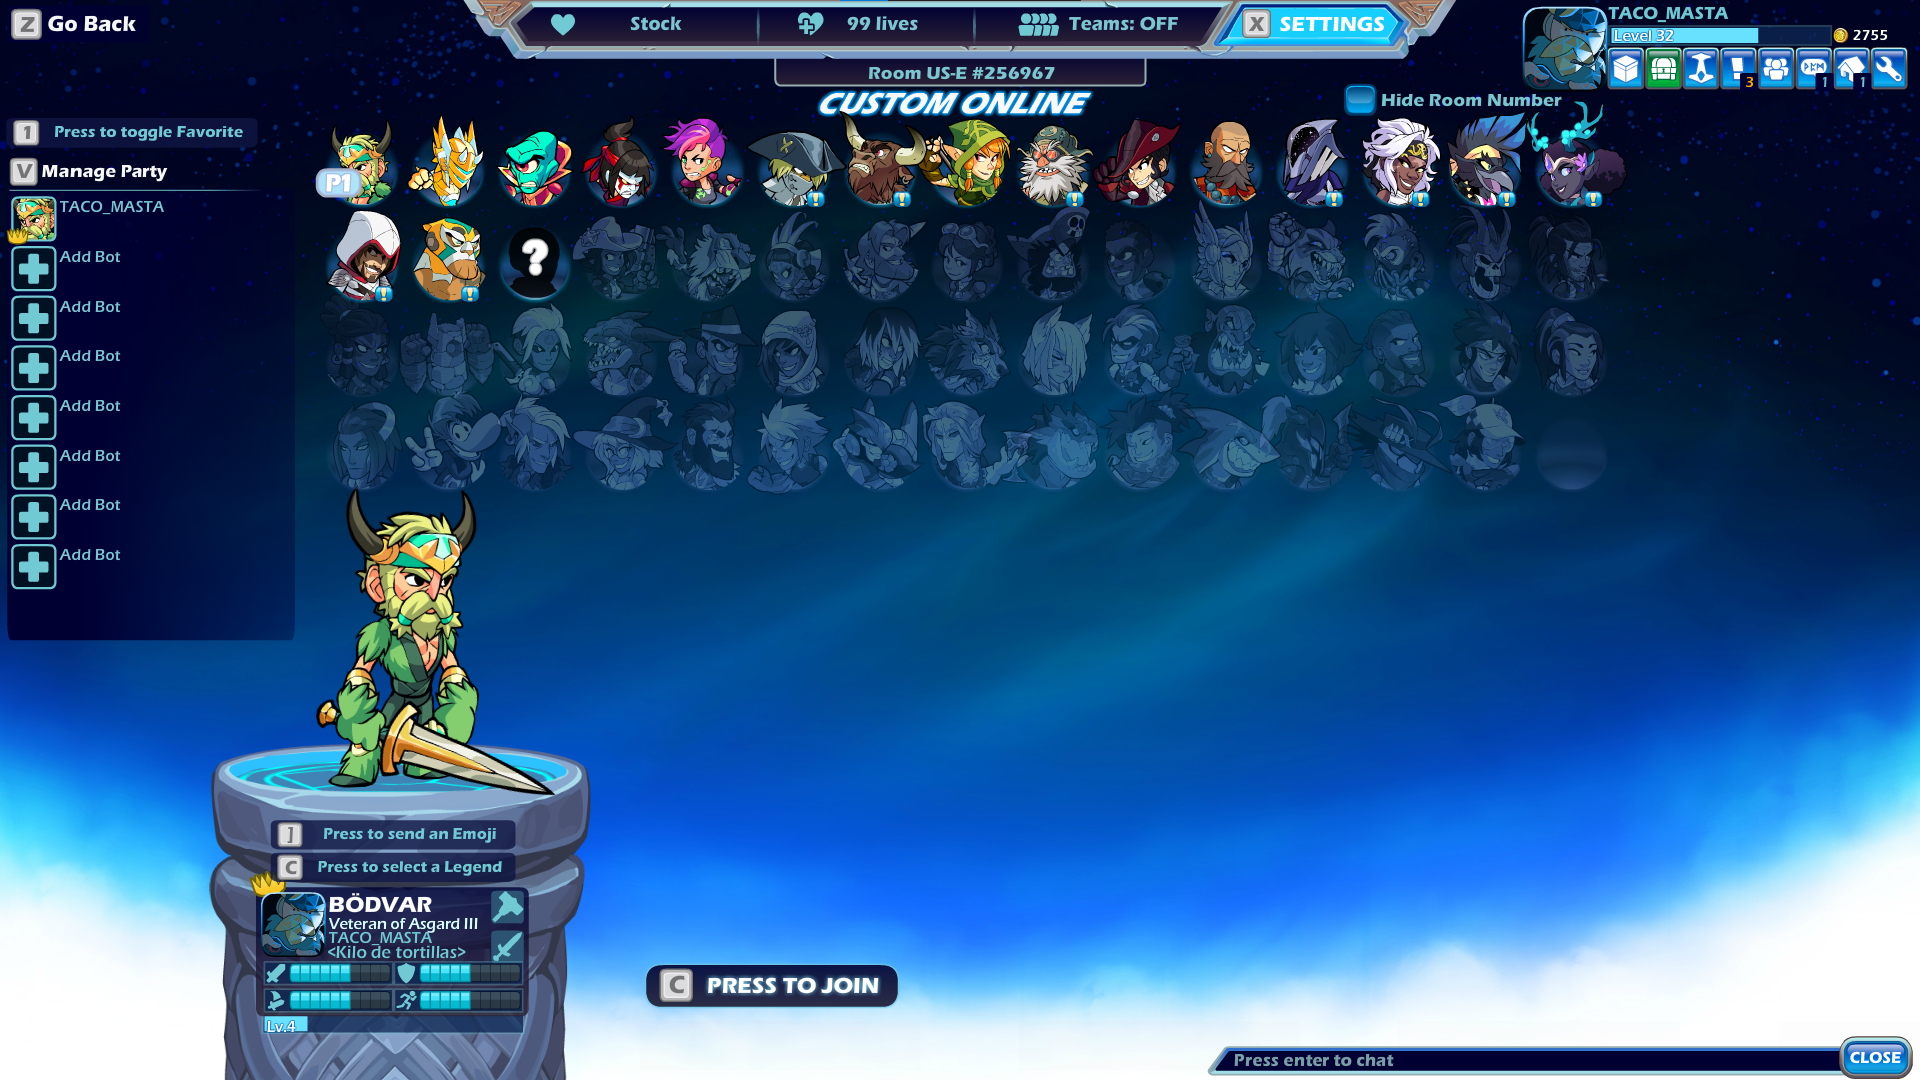 Z Go Back
Stock
99 lives
Teams: OFF
X SETTINGS
TACO_MASTA
Level 32
2755
3
1
1
Room US-E #256967
CUSTOM ONLINE
Hide Room Number
1 Press to toggle Favorite
V Manage Party
TACO_MASTA
Add Bot
Add Bot
Add Bot
Add Bot
Add Bot
Add Bot
Add Bot
P1
?
] Press to send an Emoji
C Press to select a Legend
BÖDVAR
Veteran of Asgard III
TACO_MASTA
<Kilo de tortillas>
Lv.4
C PRESS TO JOIN
Press enter to chat
CLOSE